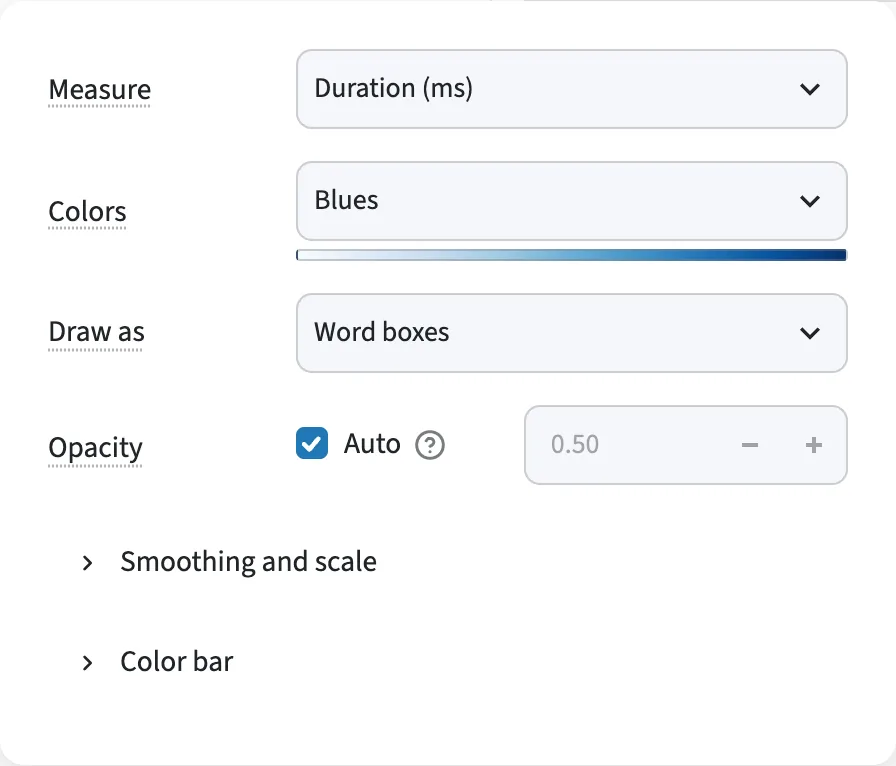 Measure
Duration (ms)
Colors
Blues
Draw as
Word boxes
Opacity
Auto
0.50
Smoothing and scale
Color bar